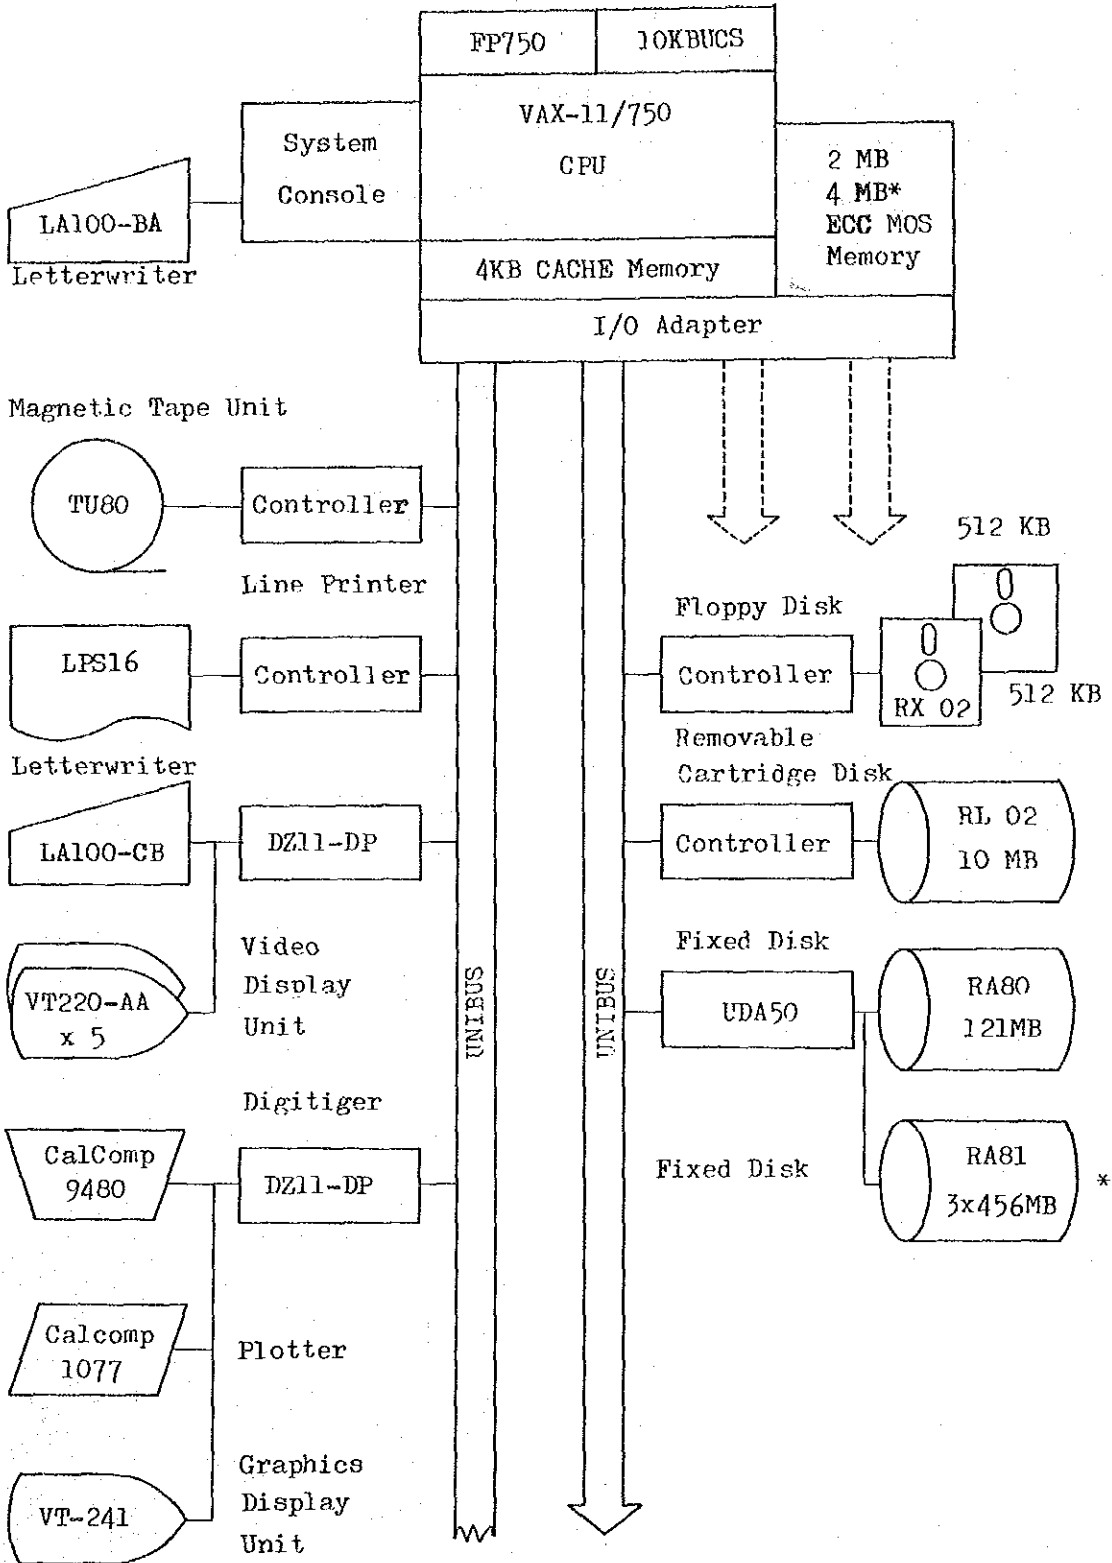 FP750
10KBUCS
VAX-11/750
CPU
System
Console
2 MB
4 MB*
ECC MOS
Memory
LA100-BA
Letterwriter
4KB CACHE Memory
I/O Adapter
Magnetic Tape Unit
TU80
Controller
512 KB
Line Printer
Floppy Disk
LPS16
Controller
Controller
RX 02
512 KB
Letterwriter
Removable
Cartridge Disk
LA100-CB
DZ11-DP
Controller
RL 02
10 MB
Video
Display
Unit
VT220-AA
x 5
UNIBUS
UNIBUS
Fixed Disk
UDA50
RA80
121MB
Digitiger
CalComp
9480
DZ11-DP
Fixed Disk
RA81
3x456MB
*
Calcomp
1077
Plotter
Graphics
Display
Unit
VT-241